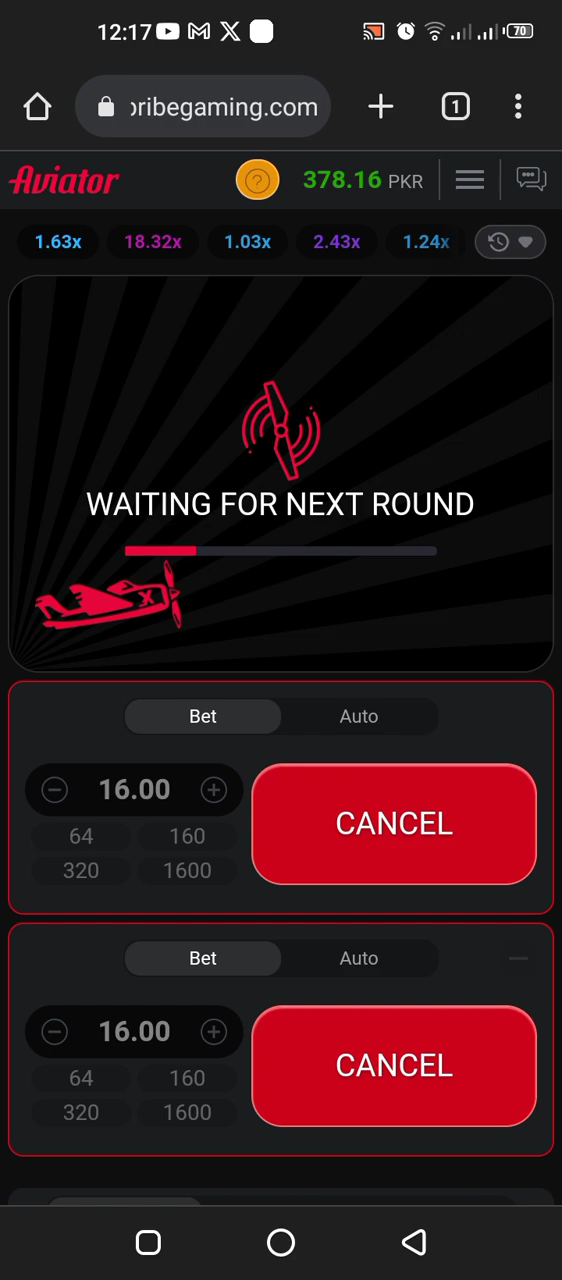 12:17 70
oribegaming.com 1
Aviator ? 378.16 PKR
1.63x 18.32x 1.03x 2.43x 1.24x
WAITING FOR NEXT ROUND
X
Bet Auto
16.00
CANCEL
64 160
320 1600
Bet Auto
16.00
CANCEL
64 160
320 1600